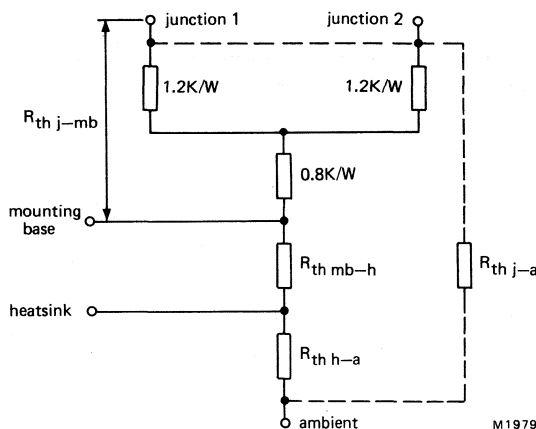 junction 1
junction 2
1.2K/W
1.2K/W
R th j-mb
0.8K/W
mounting
base
R th mb-h
R th j-a
heatsink
R th h-a
ambient
M1979